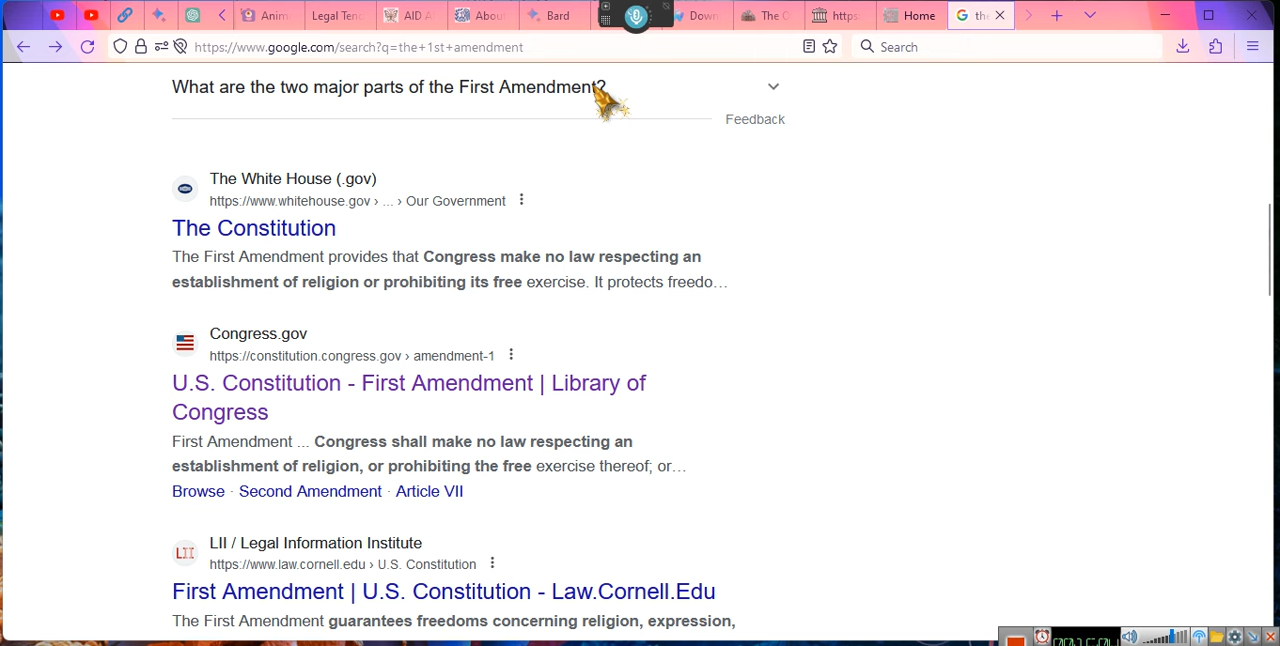 Anim
Legal Ten
AID A
Abou
Bard
Down
The C
https:
Home
G the
https://www.google.com/search?q=the+1st+amendment
Search
What are the two major parts of the First Amendment?
Feedback
The White House (.gov)
https://www.whitehouse.gov › ... › Our Government
The Constitution
The First Amendment provides that Congress make no law respecting an
establishment of religion or prohibiting its free exercise. It protects freedo...
Congress.gov
https://constitution.congress.gov › amendment-1
U.S. Constitution - First Amendment | Library of
Congress
First Amendment ... Congress shall make no law respecting an
establishment of religion, or prohibiting the free exercise thereof; or...
Browse · Second Amendment · Article VII
LII / Legal Information Institute
LII
https://www.law.cornell.edu › U.S. Constitution
First Amendment | U.S. Constitution - Law.Cornell.Edu
The First Amendment guarantees freedoms concerning religion, expression,